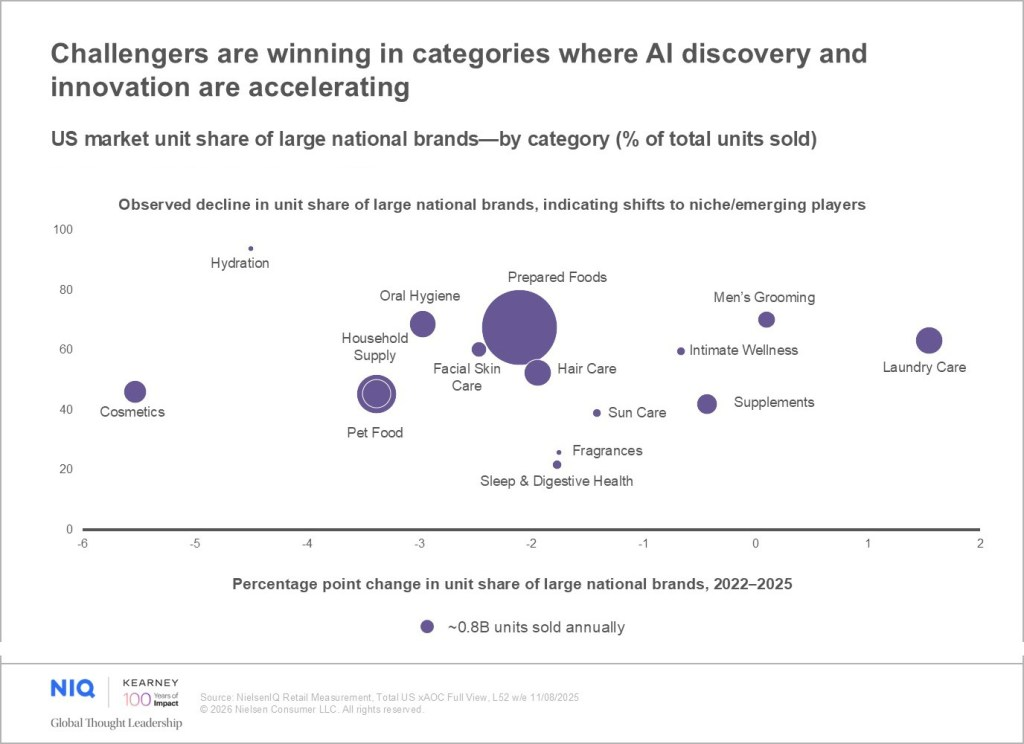 Challengers are winning in categories where AI discovery and
innovation are accelerating
US market unit share of large national brands—by category (% of total units sold)
Observed decline in unit share of large national brands, indicating shifts to niche/emerging players
100
80
60
40
20
0
Hydration
Prepared Foods
Oral Hygiene
Men's Grooming
Household
Supply
Intimate Wellness
Facial Skin
Care
Hair Care
Laundry Care
Cosmetics
Supplements
Sun Care
Pet Food
Fragrances
Sleep & Digestive Health
-6 -5 -4 -3 -2 -1 0 1 2
Percentage point change in unit share of large national brands, 2022–2025
~0.8B units sold annually
NIQ
KEARNEY
100 Years of
Impact
Global Thought Leadership
Source: NielsenIQ Retail Measurement, Total US xAOC Full View, L52 w/e 11/08/2025
© 2026 Nielsen Consumer LLC. All rights reserved.